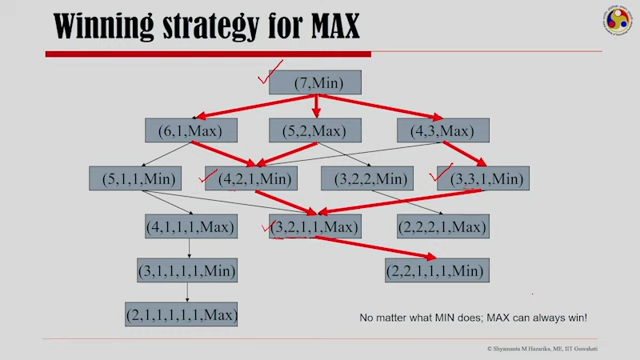 Winning strategy for MAX
(7,Min)
(6,1,Max) (5,2,Max) (4,3,Max)
(5,1,1,Min) (4,2,1,Min) (3,2,2,Min) (3,3,1,Min)
(4,1,1,1,Max) (3,2,1,1,Max) (2,2,2,1,Max)
(3,1,1,1,1,Min) (2,2,1,1,1,Min)
(2,1,1,1,1,1,Max)
No matter what MIN does; MAX can always win!
© Shyamanta M Hazarika, ME, IIT Guwahati